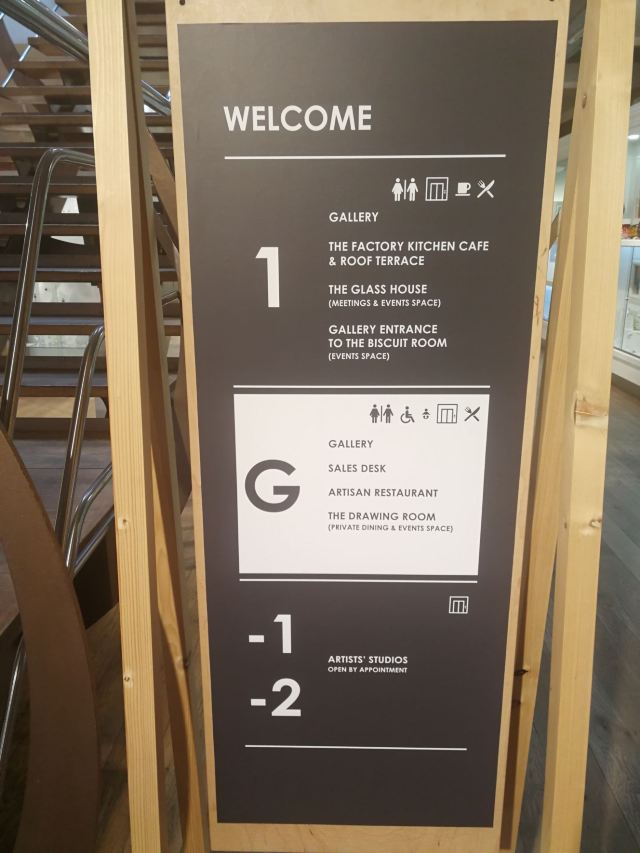 WELCOME
1
GALLERY
THE FACTORY KITCHEN CAFE
& ROOF TERRACE
THE GLASS HOUSE
(MEETINGS & EVENTS SPACE)
GALLERY ENTRANCE
TO THE BISCUIT ROOM
(EVENTS SPACE)
G
GALLERY
SALES DESK
ARTISAN RESTAURANT
THE DRAWING ROOM
(PRIVATE DINING & EVENTS SPACE)
-1
-2
ARTISTS' STUDIOS
OPEN BY APPOINTMENT